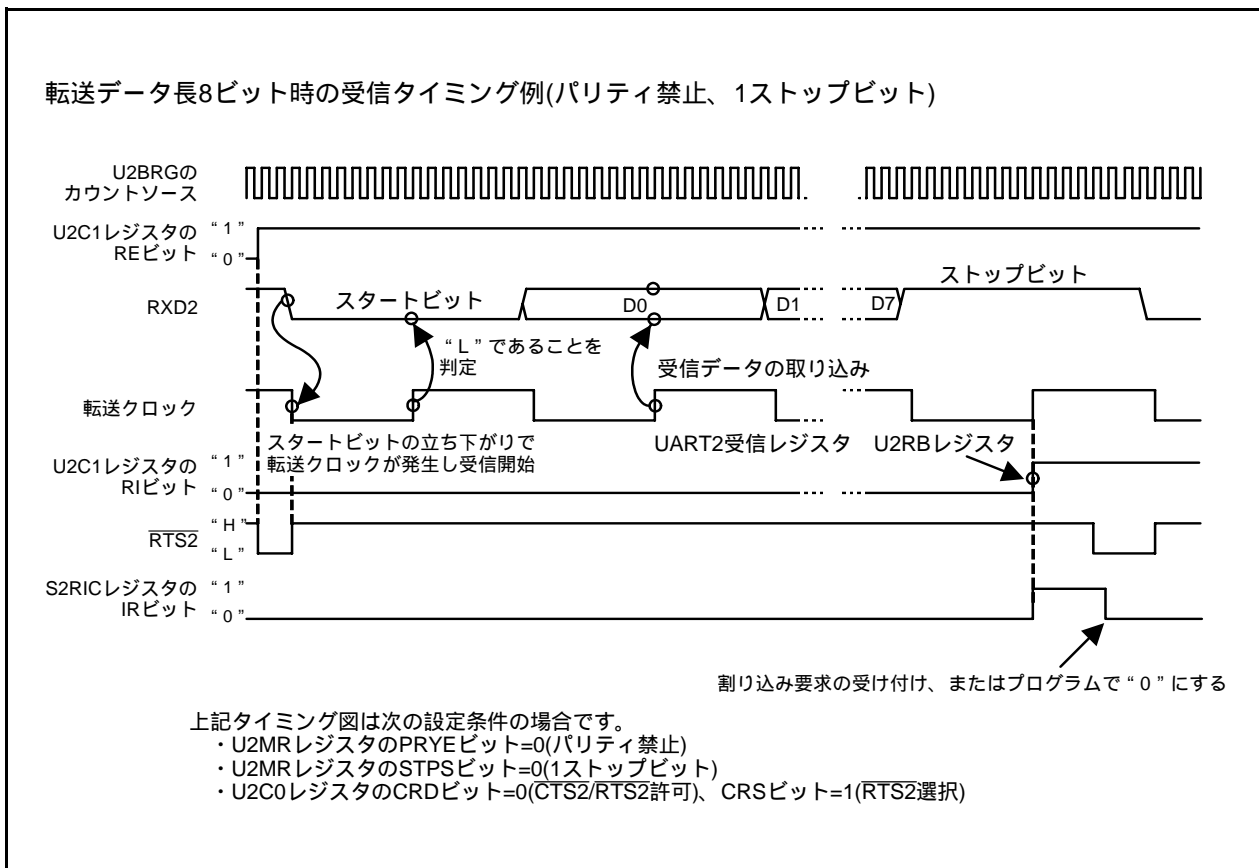 転送データ長8ビット時の受信タイミング例(パリティ禁止、1ストップビット)
U2BRGの
カウントソース
U2C1レジスタの
REビット
“1”
“0”
RXD2
スタートビット
D0
D1
D7
ストップビット
“L”であることを
判定
受信データの取り込み
転送クロック
スタートビットの立ち下がりで
転送クロックが発生し受信開始
UART2受信レジスタ
U2RBレジスタ
U2C1レジスタの
RIビット
“1”
“0”
RTS2
“H”
“L”
S2RICレジスタの
IRビット
“1”
“0”
割り込み要求の受け付け、またはプログラムで“0”にする
上記タイミング図は次の設定条件の場合です。
・U2MRレジスタのPRYEビット=0(パリティ禁止)
・U2MRレジスタのSTPSビット=0(1ストップビット)
・U2C0レジスタのCRDビット=0(CTS2/RTS2許可)、CRSビット=1(RTS2選択)